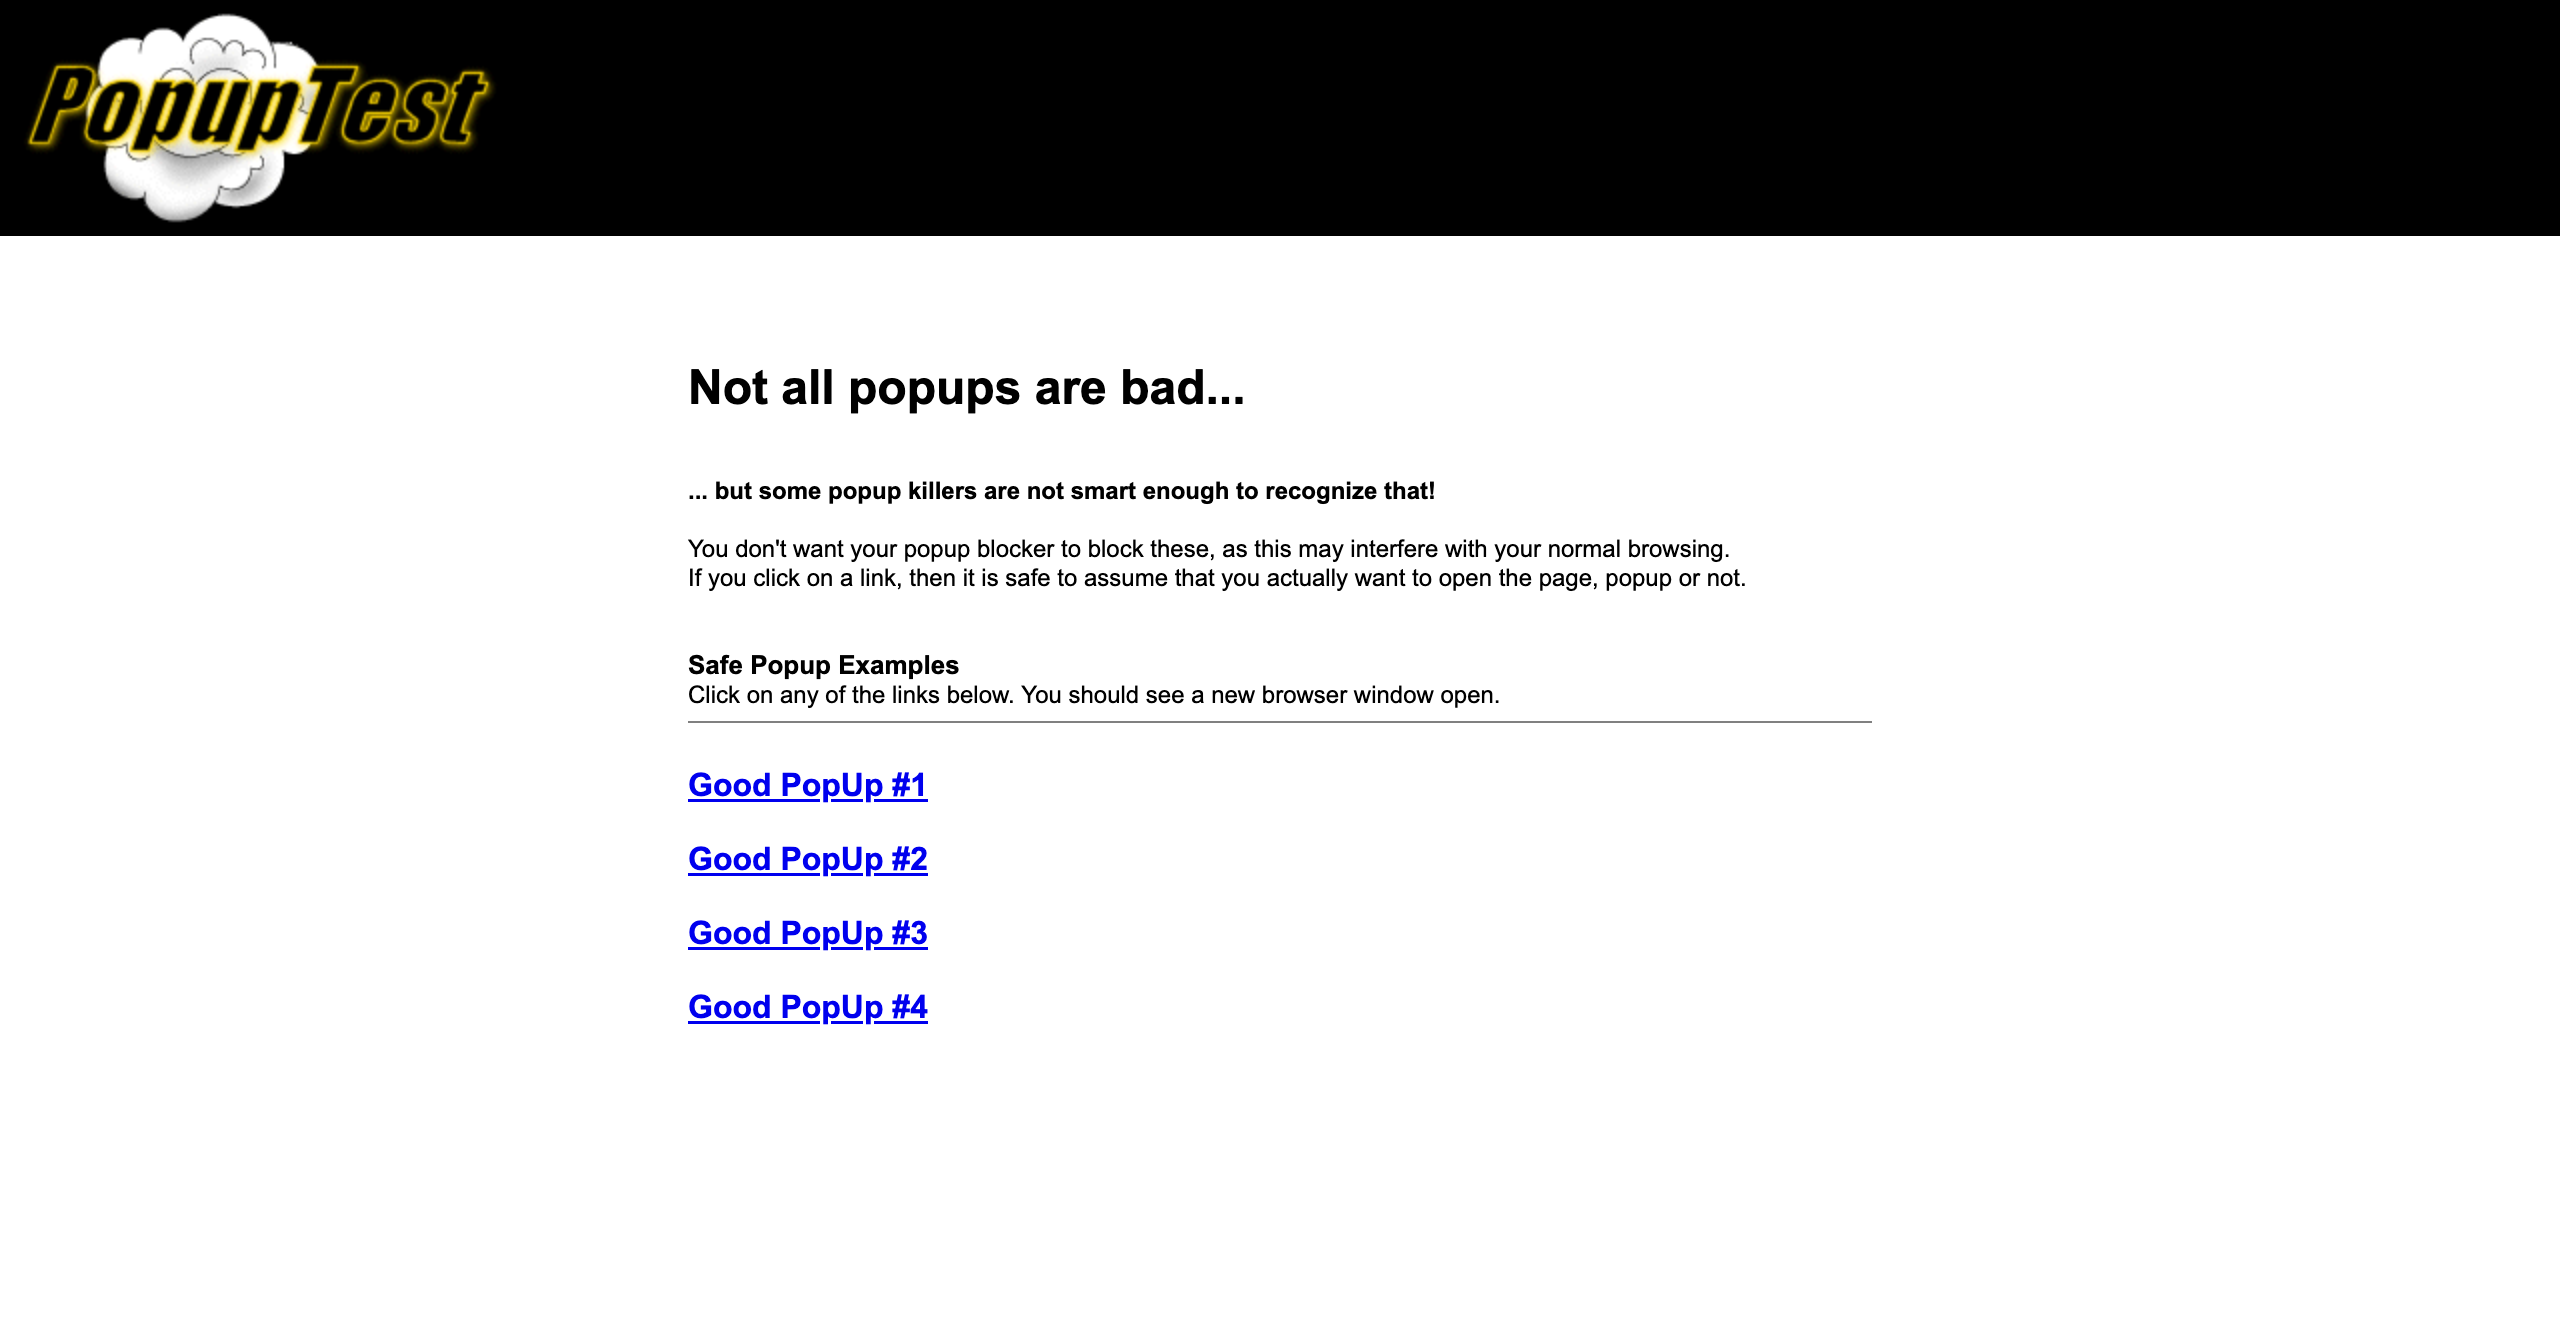 PopupTest
Not all popups are bad...
... but some popup killers are not smart enough to recognize that!
You don't want your popup blocker to block these, as this may interfere with your normal browsing.
If you click on a link, then it is safe to assume that you actually want to open the page, popup or not.
Safe Popup Examples
Click on any of the links below. You should see a new browser window open.
Good PopUp #1
Good PopUp #2
Good PopUp #3
Good PopUp #4